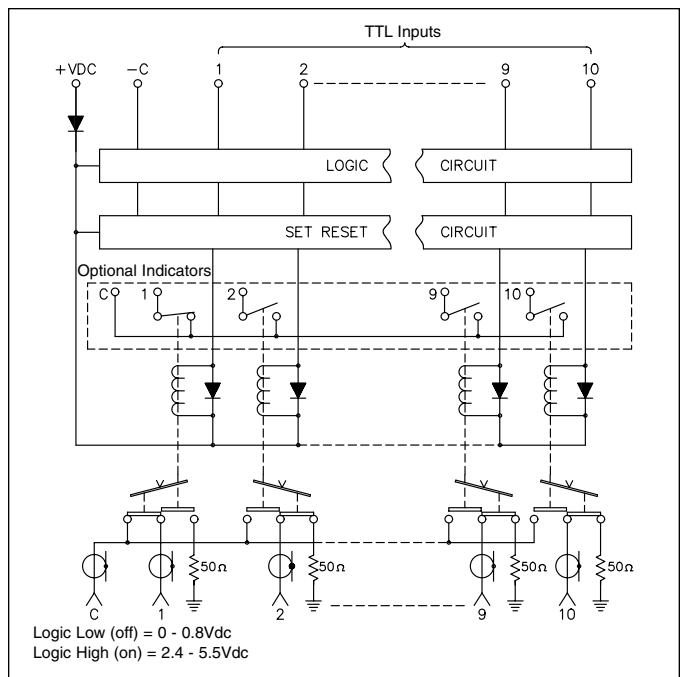 TTL Inputs
+VDC -C 1 2 9 10
LOGIC CIRCUIT
SET RESET CIRCUIT
Optional Indicators
C 1 2 9 10
50Ω 50Ω 50Ω 50Ω
C 1 2 9 10
Logic Low (off) = 0 - 0.8Vdc
Logic High (on) = 2.4 - 5.5Vdc